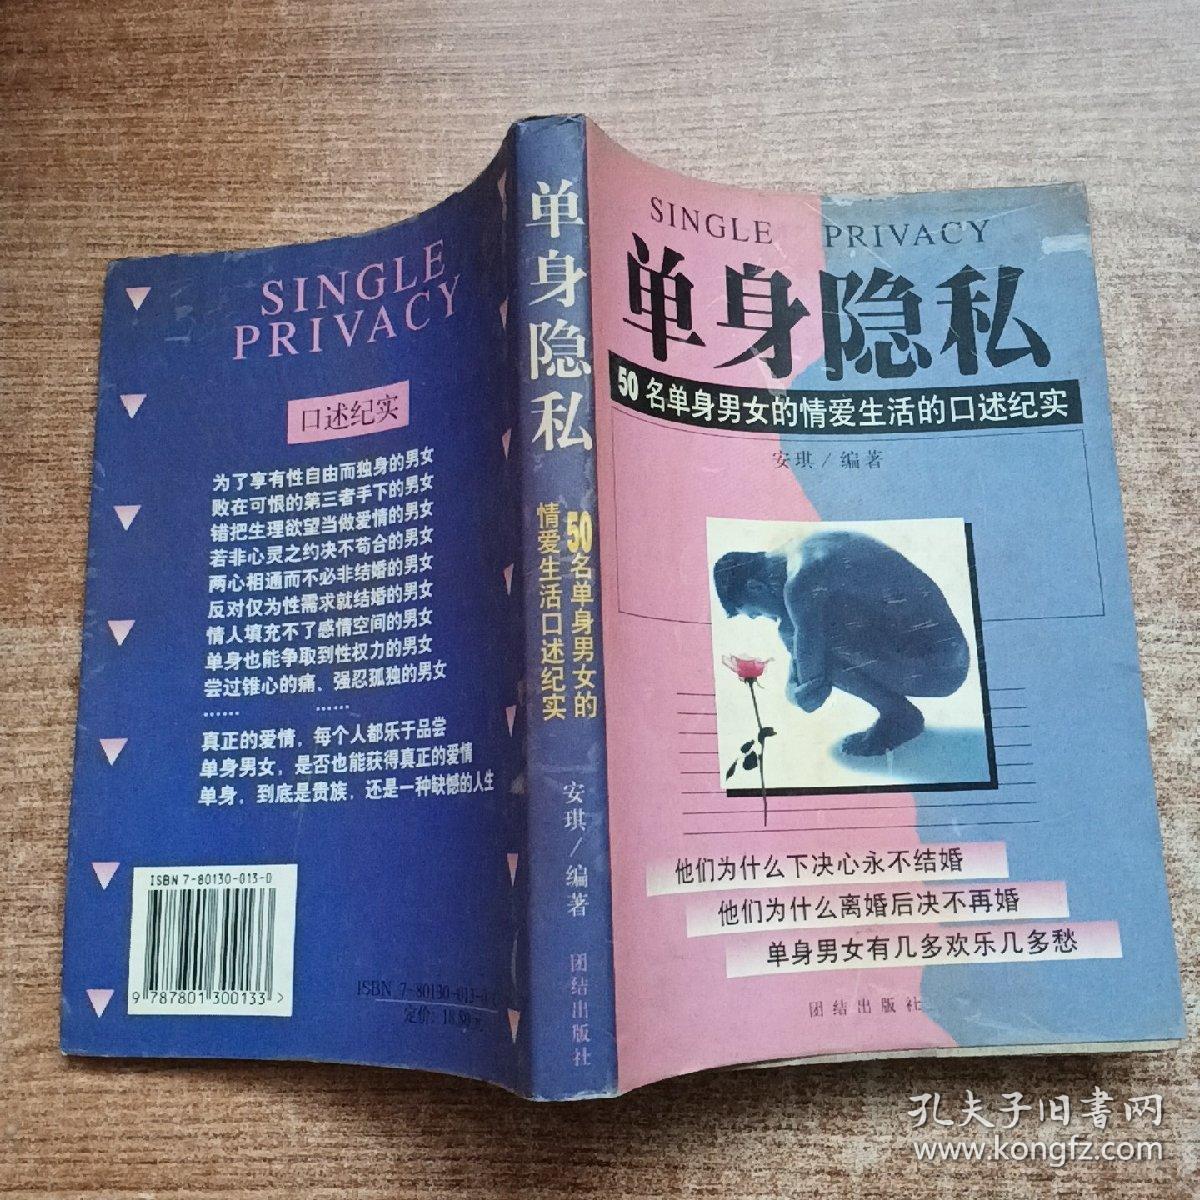 SINGLE
PRIVACY
口述纪实
为了享有性自由而独身的男女
败在可恨的第三者手下的男女
错把生理欲望当做爱情的男女
若非心灵之约决不苟合的男女
两心相通而不必非结婚的男女
反对仅为性需求就结婚的男女
情人填充不了感情空间的男女
单身也能争取到性权力的男女
尝过锥心的痛、强忍孤独的男女
…… ……
真正的爱情，每个人都乐于品尝
单身男女，是否也能获得真正的爱情
单身，到底是贵族，还是一种缺憾的人生
ISBN 7-80130-013-0
9 787801 300133 >
ISBN 7-80130-013-0
定价：18.80
单身隐私
50名单身男女的
情爱生活口述纪实
安琪／编著
团结出版社
SINGLE PRIVACY
单身隐私
50名单身男女的情爱生活的口述纪实
安琪／编著
他们为什么下决心永不结婚
他们为什么离婚后决不再婚
单身男女有几多欢乐几多愁
团结出版社
孔夫子旧书网
www.kongfz.com